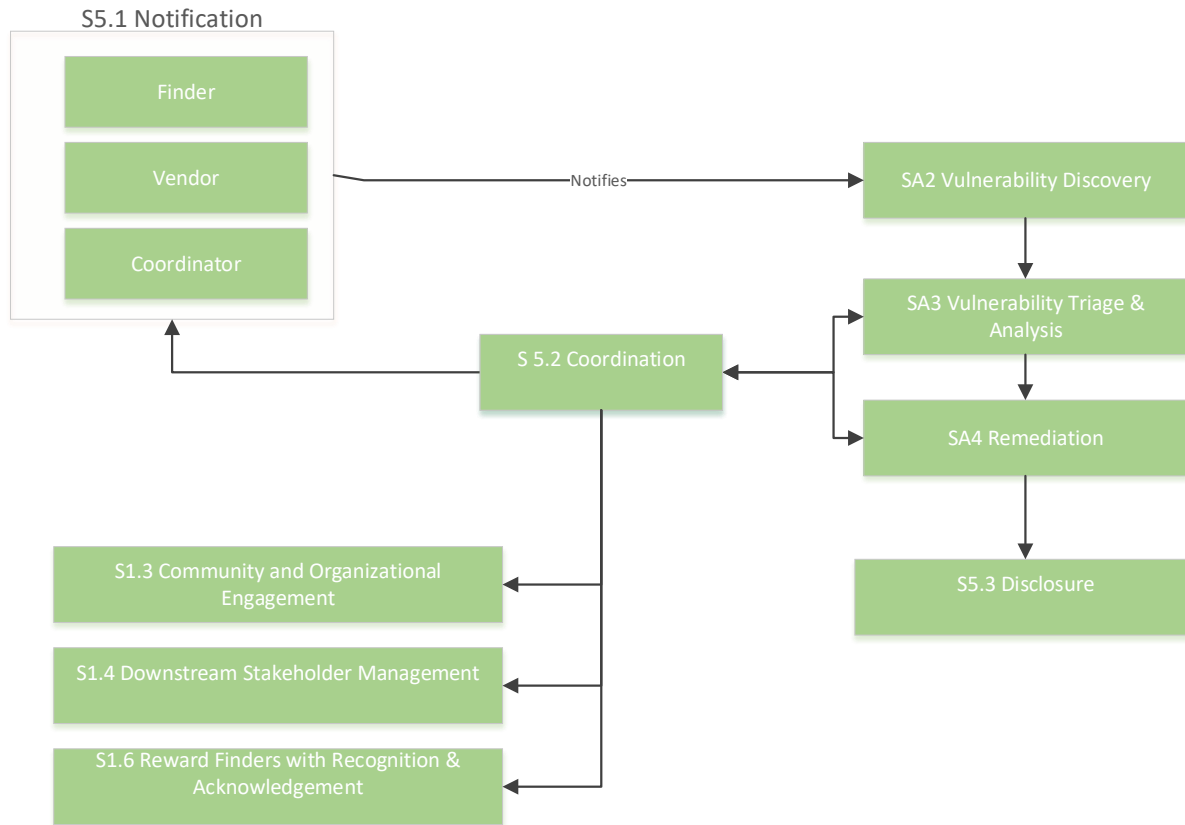 S5.1 Notification
Finder
Vendor
Coordinator
Notifies
SA2 Vulnerability Discovery
SA3 Vulnerability Triage &
Analysis
S 5.2 Coordination
SA4 Remediation
S1.3 Community and Organizational
Engagement
S5.3 Disclosure
S1.4 Downstream Stakeholder Management
S1.6 Reward Finders with Recognition &
Acknowledgement